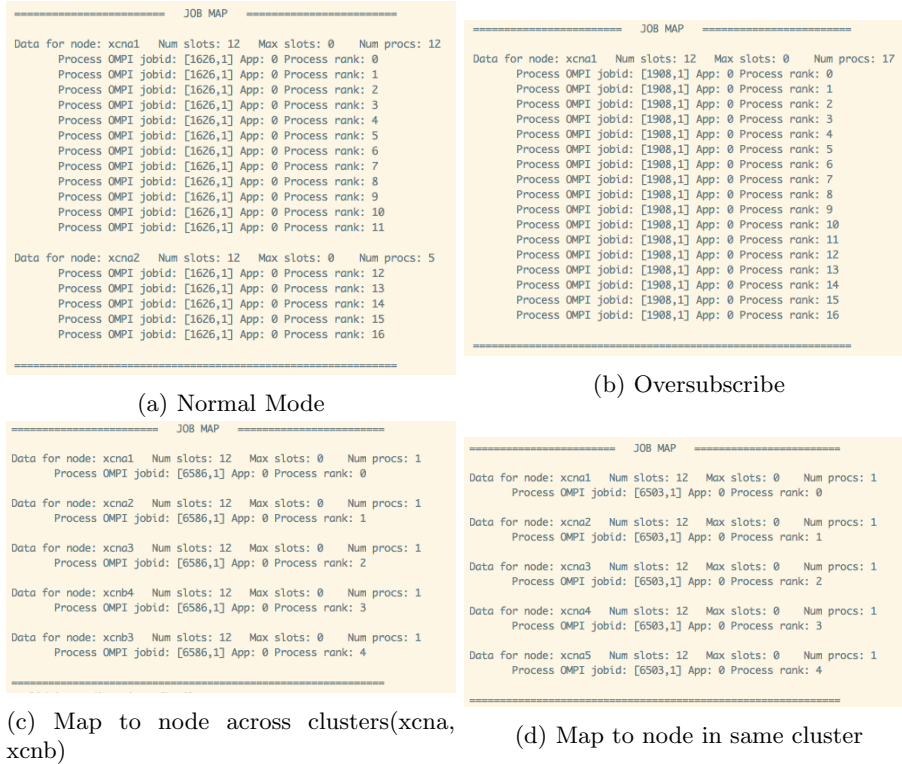 ======================== JOB MAP ========================
Data for node: xcna1 Num slots: 12 Max slots: 0 Num procs: 12
Process OMPI jobid: [1626,1] App: 0 Process rank: 0
Process OMPI jobid: [1626,1] App: 0 Process rank: 1
Process OMPI jobid: [1626,1] App: 0 Process rank: 2
Process OMPI jobid: [1626,1] App: 0 Process rank: 3
Process OMPI jobid: [1626,1] App: 0 Process rank: 4
Process OMPI jobid: [1626,1] App: 0 Process rank: 5
Process OMPI jobid: [1626,1] App: 0 Process rank: 6
Process OMPI jobid: [1626,1] App: 0 Process rank: 7
Process OMPI jobid: [1626,1] App: 0 Process rank: 8
Process OMPI jobid: [1626,1] App: 0 Process rank: 9
Process OMPI jobid: [1626,1] App: 0 Process rank: 10
Process OMPI jobid: [1626,1] App: 0 Process rank: 11
Data for node: xcna2 Num slots: 12 Max slots: 0 Num procs: 5
Process OMPI jobid: [1626,1] App: 0 Process rank: 12
Process OMPI jobid: [1626,1] App: 0 Process rank: 13
Process OMPI jobid: [1626,1] App: 0 Process rank: 14
Process OMPI jobid: [1626,1] App: 0 Process rank: 15
Process OMPI jobid: [1626,1] App: 0 Process rank: 16
=============================================================
(a) Normal Mode
======================== JOB MAP ========================
Data for node: xcna1 Num slots: 12 Max slots: 0 Num procs: 17
Process OMPI jobid: [1908,1] App: 0 Process rank: 0
Process OMPI jobid: [1908,1] App: 0 Process rank: 1
Process OMPI jobid: [1908,1] App: 0 Process rank: 2
Process OMPI jobid: [1908,1] App: 0 Process rank: 3
Process OMPI jobid: [1908,1] App: 0 Process rank: 4
Process OMPI jobid: [1908,1] App: 0 Process rank: 5
Process OMPI jobid: [1908,1] App: 0 Process rank: 6
Process OMPI jobid: [1908,1] App: 0 Process rank: 7
Process OMPI jobid: [1908,1] App: 0 Process rank: 8
Process OMPI jobid: [1908,1] App: 0 Process rank: 9
Process OMPI jobid: [1908,1] App: 0 Process rank: 10
Process OMPI jobid: [1908,1] App: 0 Process rank: 11
Process OMPI jobid: [1908,1] App: 0 Process rank: 12
Process OMPI jobid: [1908,1] App: 0 Process rank: 13
Process OMPI jobid: [1908,1] App: 0 Process rank: 14
Process OMPI jobid: [1908,1] App: 0 Process rank: 15
Process OMPI jobid: [1908,1] App: 0 Process rank: 16
=============================================================
(b) Oversubscribe
======================== JOB MAP ========================
Data for node: xcna1 Num slots: 12 Max slots: 0 Num procs: 1
Process OMPI jobid: [6586,1] App: 0 Process rank: 0
Data for node: xcna2 Num slots: 12 Max slots: 0 Num procs: 1
Process OMPI jobid: [6586,1] App: 0 Process rank: 1
Data for node: xcna3 Num slots: 12 Max slots: 0 Num procs: 1
Process OMPI jobid: [6586,1] App: 0 Process rank: 2
Data for node: xcnb4 Num slots: 12 Max slots: 0 Num procs: 1
Process OMPI jobid: [6586,1] App: 0 Process rank: 3
Data for node: xcnb3 Num slots: 12 Max slots: 0 Num procs: 1
Process OMPI jobid: [6586,1] App: 0 Process rank: 4
=============================================================
(c) Map to node across clusters(xcna,
xcnb)
======================== JOB MAP ========================
Data for node: xcna1 Num slots: 12 Max slots: 0 Num procs: 1
Process OMPI jobid: [6503,1] App: 0 Process rank: 0
Data for node: xcna2 Num slots: 12 Max slots: 0 Num procs: 1
Process OMPI jobid: [6503,1] App: 0 Process rank: 1
Data for node: xcna3 Num slots: 12 Max slots: 0 Num procs: 1
Process OMPI jobid: [6503,1] App: 0 Process rank: 2
Data for node: xcna4 Num slots: 12 Max slots: 0 Num procs: 1
Process OMPI jobid: [6503,1] App: 0 Process rank: 3
Data for node: xcna5 Num slots: 12 Max slots: 0 Num procs: 1
Process OMPI jobid: [6503,1] App: 0 Process rank: 4
=============================================================
(d) Map to node in same cluster